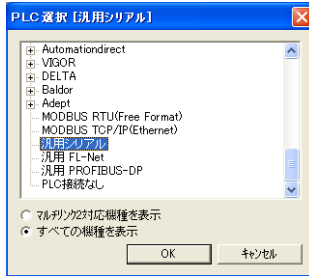 PLC 選択 [汎用シリアル]
Automationdirect
VIGOR
DELTA
Baldor
Adept
MODBUS RTU(Free Format)
MODBUS TCP/IP(Ethernet)
汎用シリアル
汎用 FL-Net
汎用 PROFIBUS-DP
PLC接続なし
マルチリンク2対応機種を表示
すべての機種を表示
OK
キャンセル